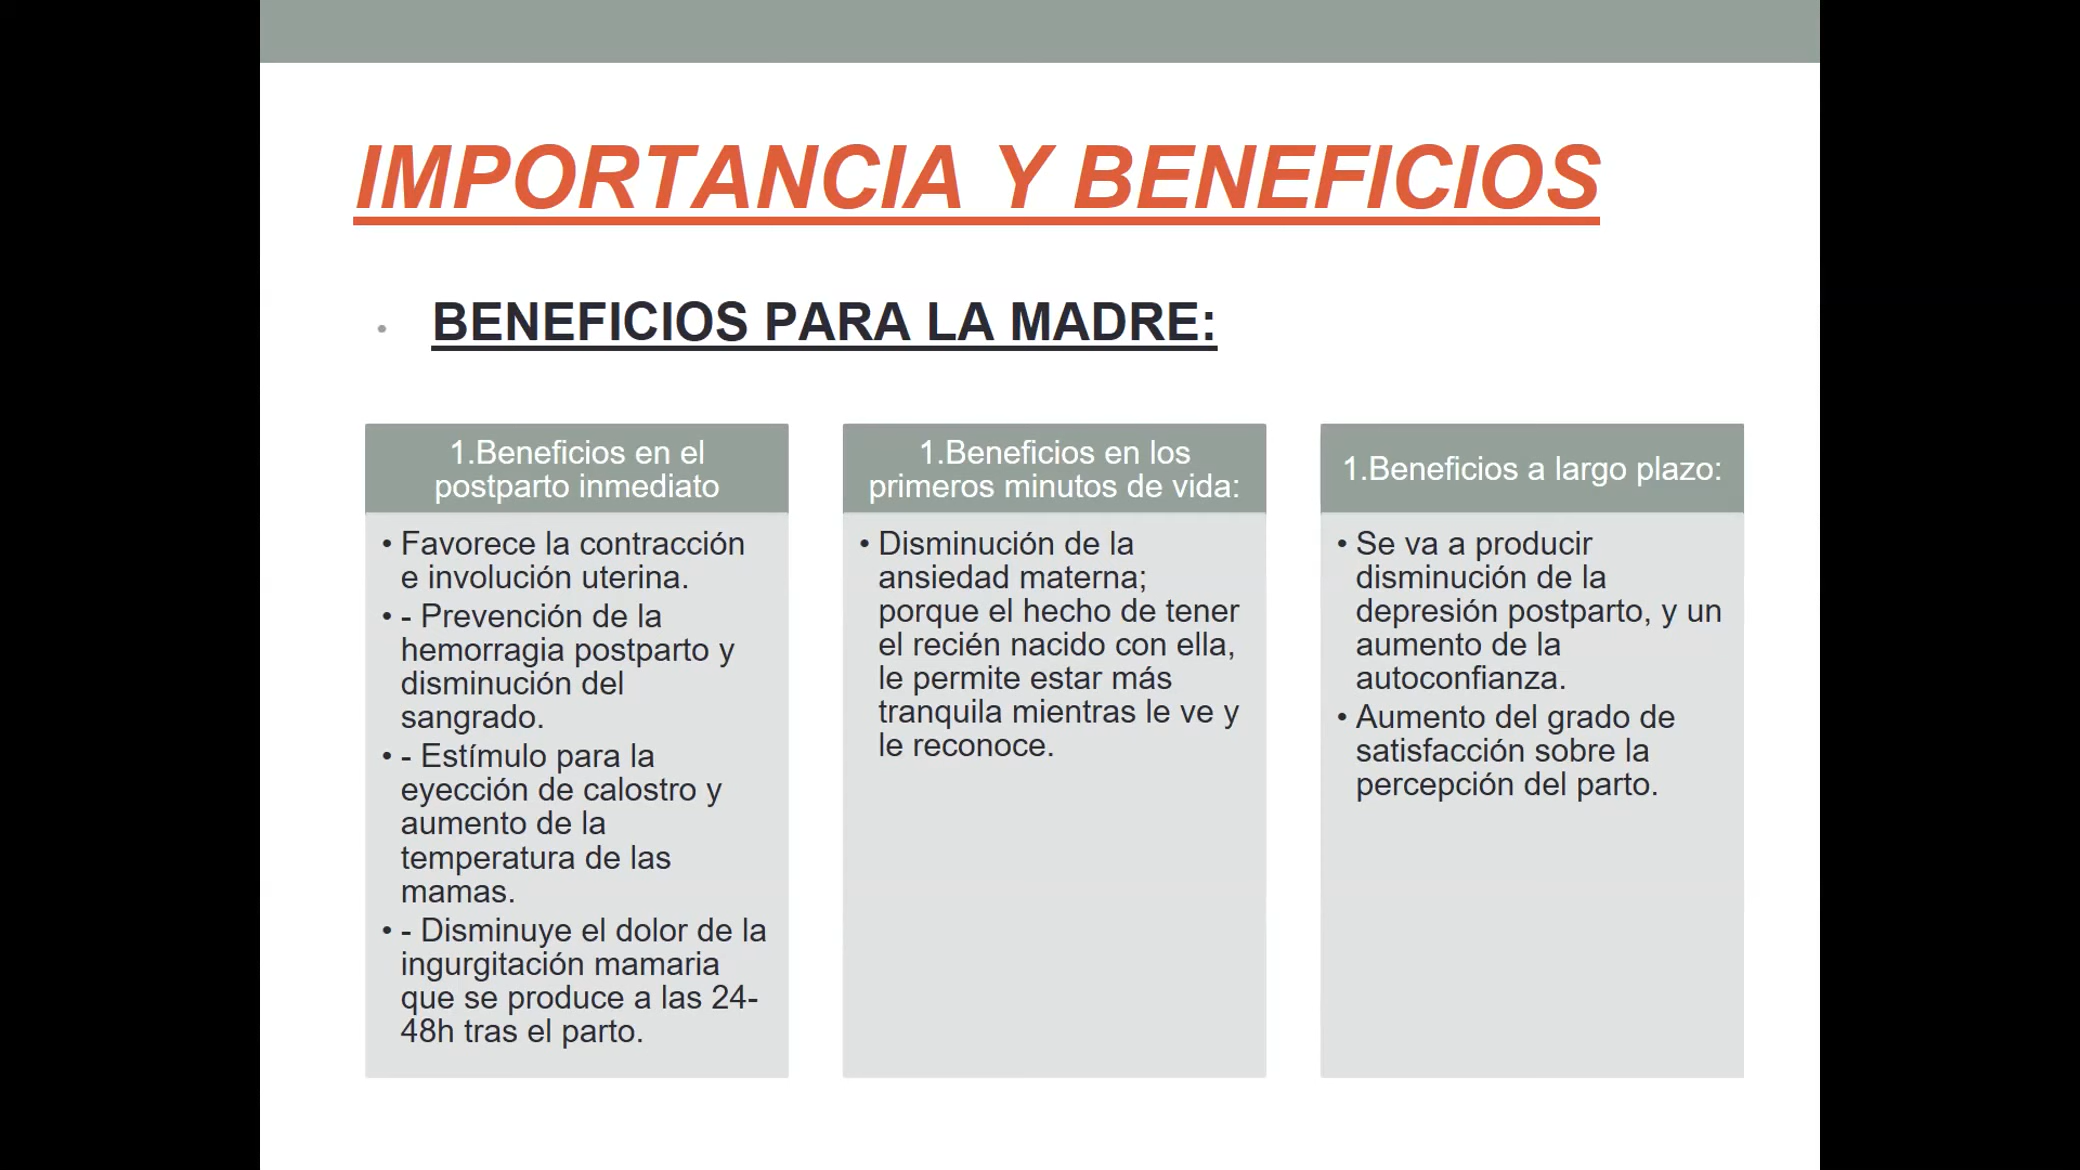 IMPORTANCIA Y BENEFICIOS
• BENEFICIOS PARA LA MADRE:
1.Beneficios en el
postparto inmediato
• Favorece la contracción
e involución uterina.
• - Prevención de la
hemorragia postparto y
disminución del
sangrado.
• - Estímulo para la
eyección de calostro y
aumento de la
temperatura de las
mamas.
• - Disminuye el dolor de la
ingurgitación mamaria
que se produce a las 24-
48h tras el parto.
1.Beneficios en los
primeros minutos de vida:
• Disminución de la
ansiedad materna;
porque el hecho de tener
el recién nacido con ella,
le permite estar más
tranquila mientras le ve y
le reconoce.
1.Beneficios a largo plazo:
• Se va a producir
disminución de la
depresión postparto, y un
aumento de la
autoconfianza.
• Aumento del grado de
satisfacción sobre la
percepción del parto.